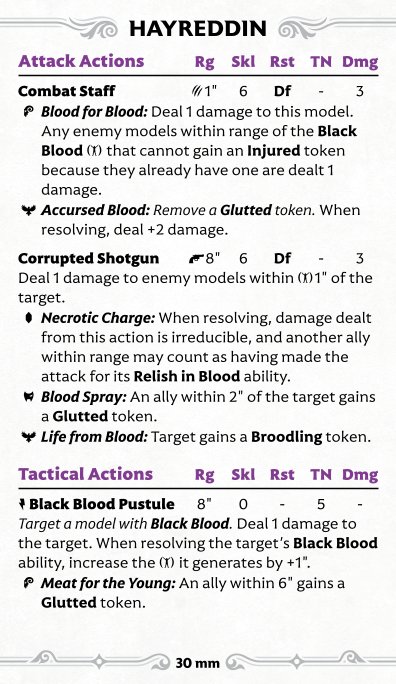 HAYREDDIN
Attack Actions Rg Skl Rst TN Dmg
Combat Staff 1" 6 Df - 3
Blood for Blood: Deal 1 damage to this model.
Any enemy models within range of the Black
Blood () that cannot gain an Injured token
because they already have one are dealt 1
damage.
Accursed Blood: Remove a Glutted token. When
resolving, deal +2 damage.
Corrupted Shotgun 8" 6 Df - 3
Deal 1 damage to enemy models within ()1" of the
target.
Necrotic Charge: When resolving, damage dealt
from this action is irreducible, and another ally
within range may count as having made the
attack for its Relish in Blood ability.
Blood Spray: An ally within 2" of the target gains
a Glutted token.
Life from Blood: Target gains a Broodling token.
Tactical Actions Rg Skl Rst TN Dmg
Black Blood Pustule 8" 0 - 5 -
Target a model with Black Blood. Deal 1 damage to
the target. When resolving the target's Black Blood
ability, increase the () it generates by +1".
Meat for the Young: An ally within 6" gains a
Glutted token.
30 mm